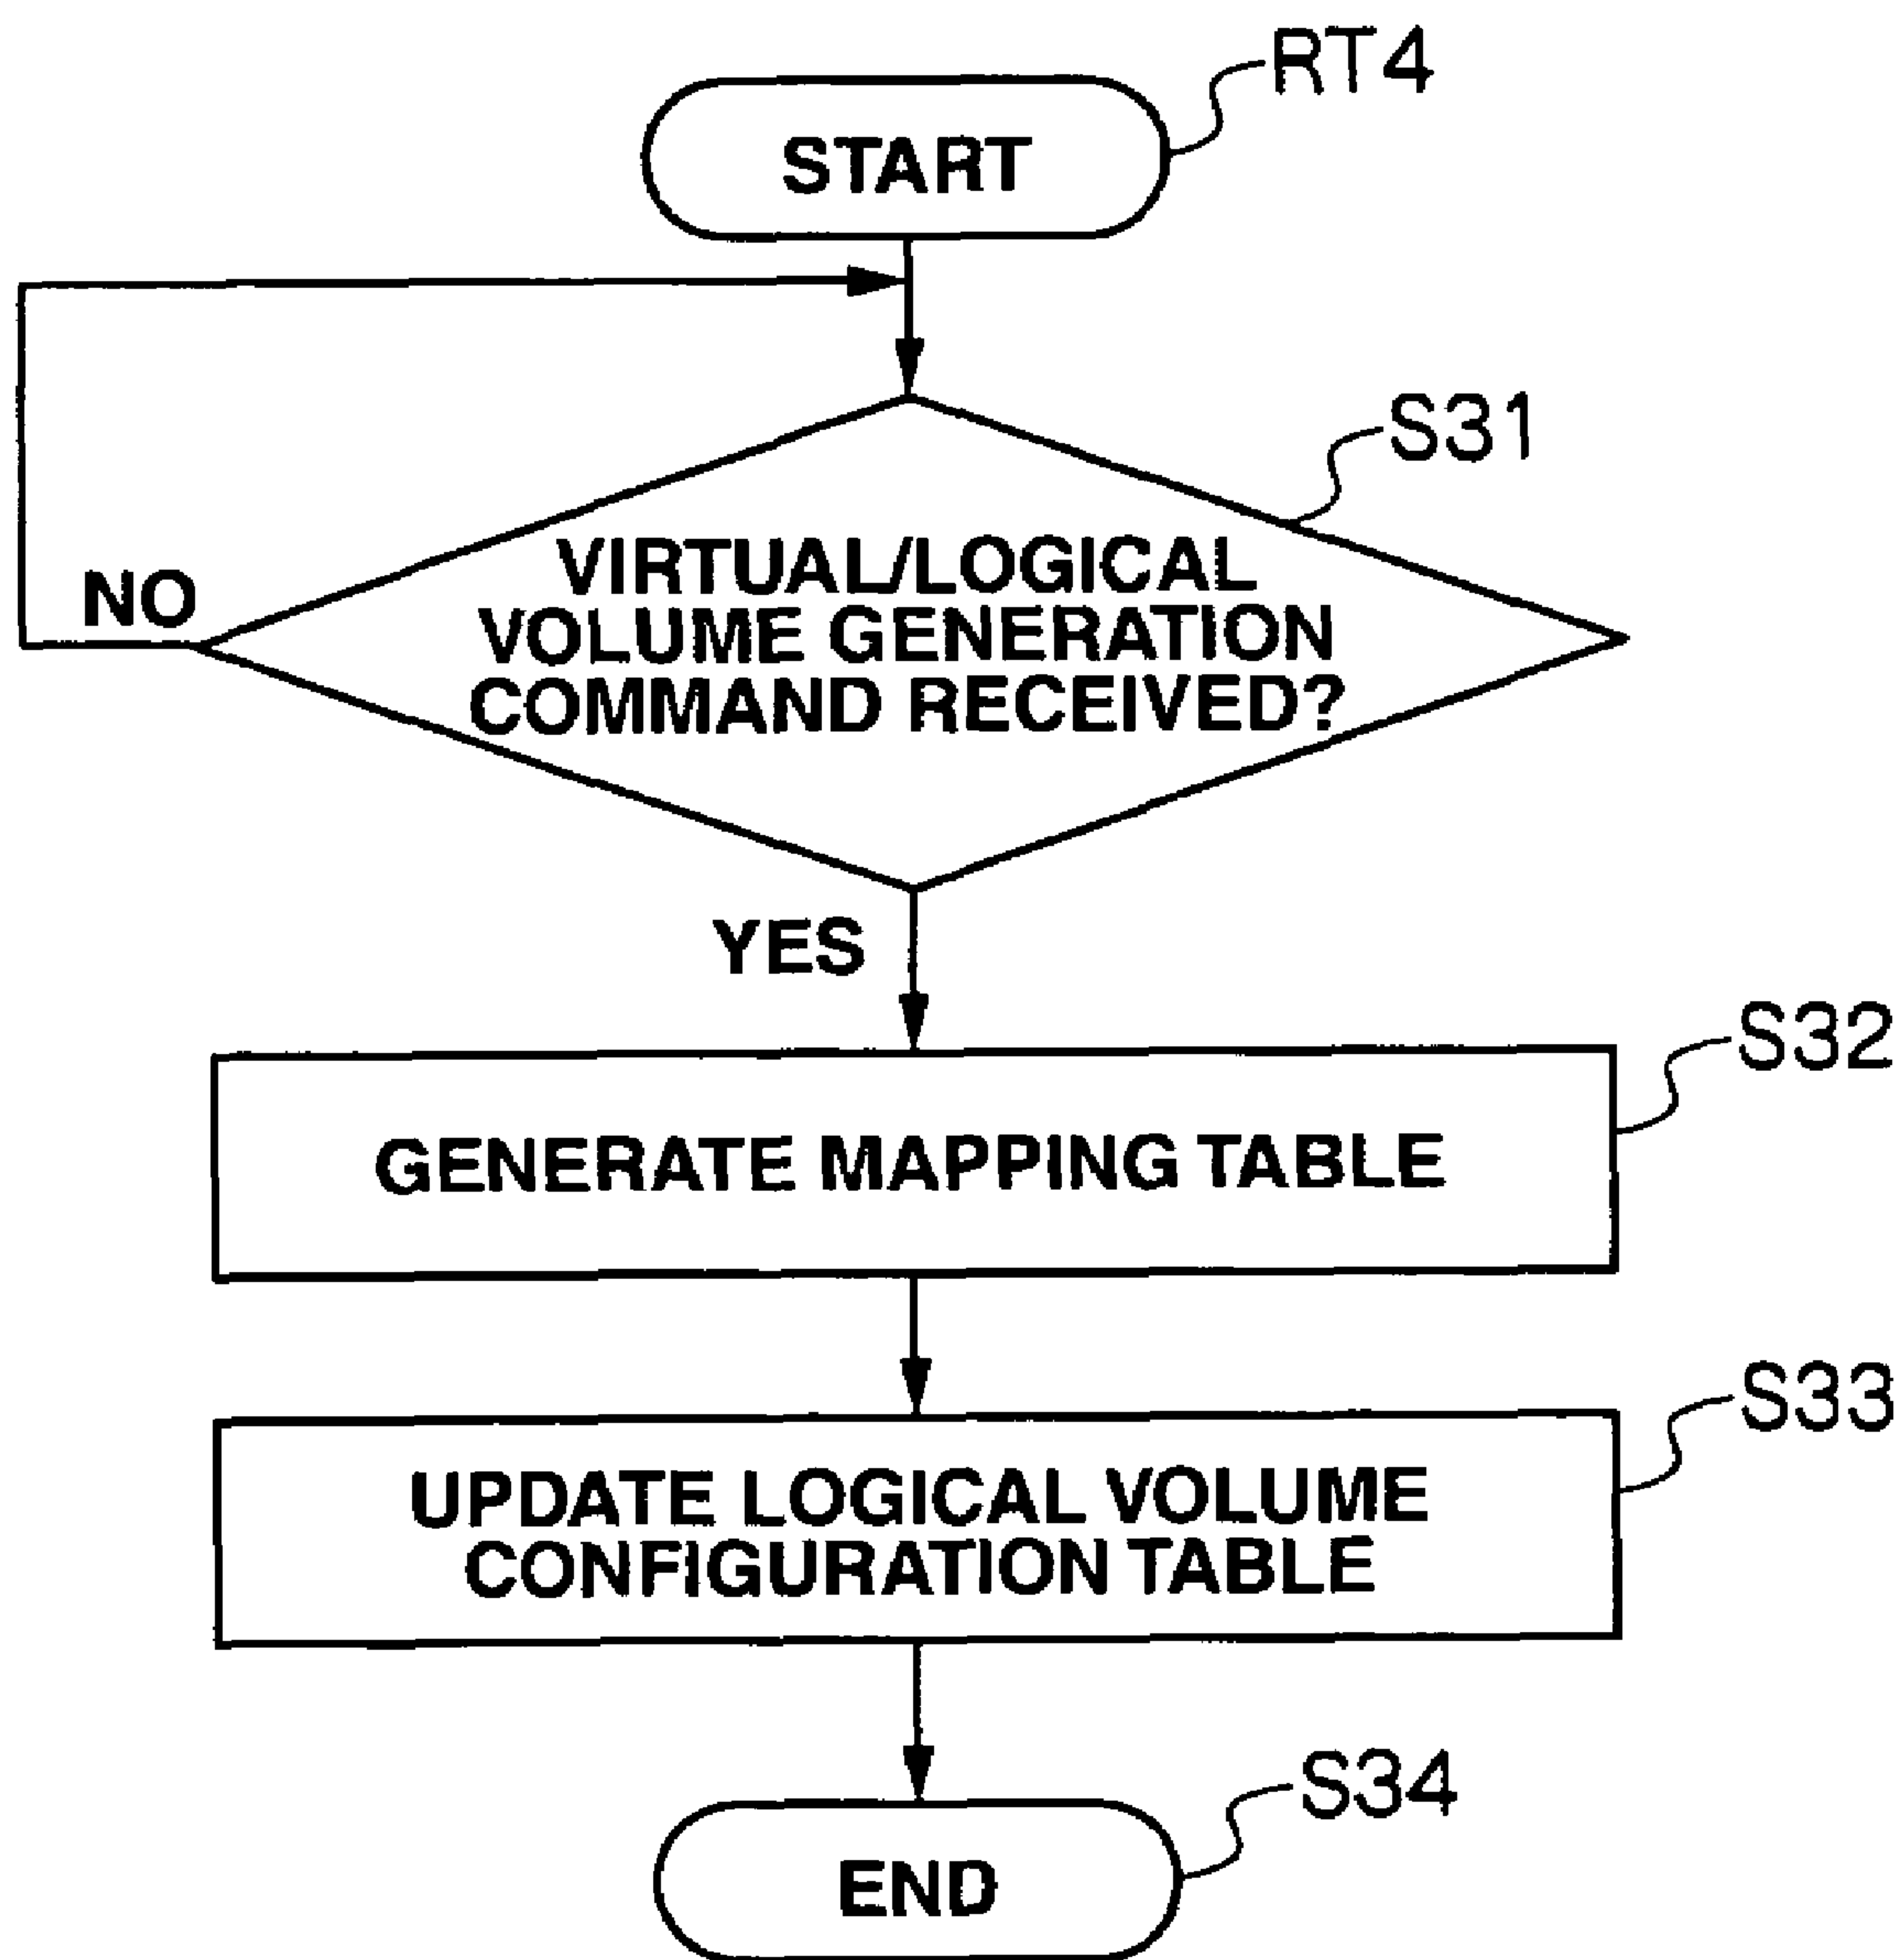 RT4
START
S31
VIRTUAL/LOGICAL
VOLUME GENERATION
COMMAND RECEIVED?
NO
YES
S32
GENERATE MAPPING TABLE
S33
UPDATE LOGICAL VOLUME
CONFIGURATION TABLE
S34
END